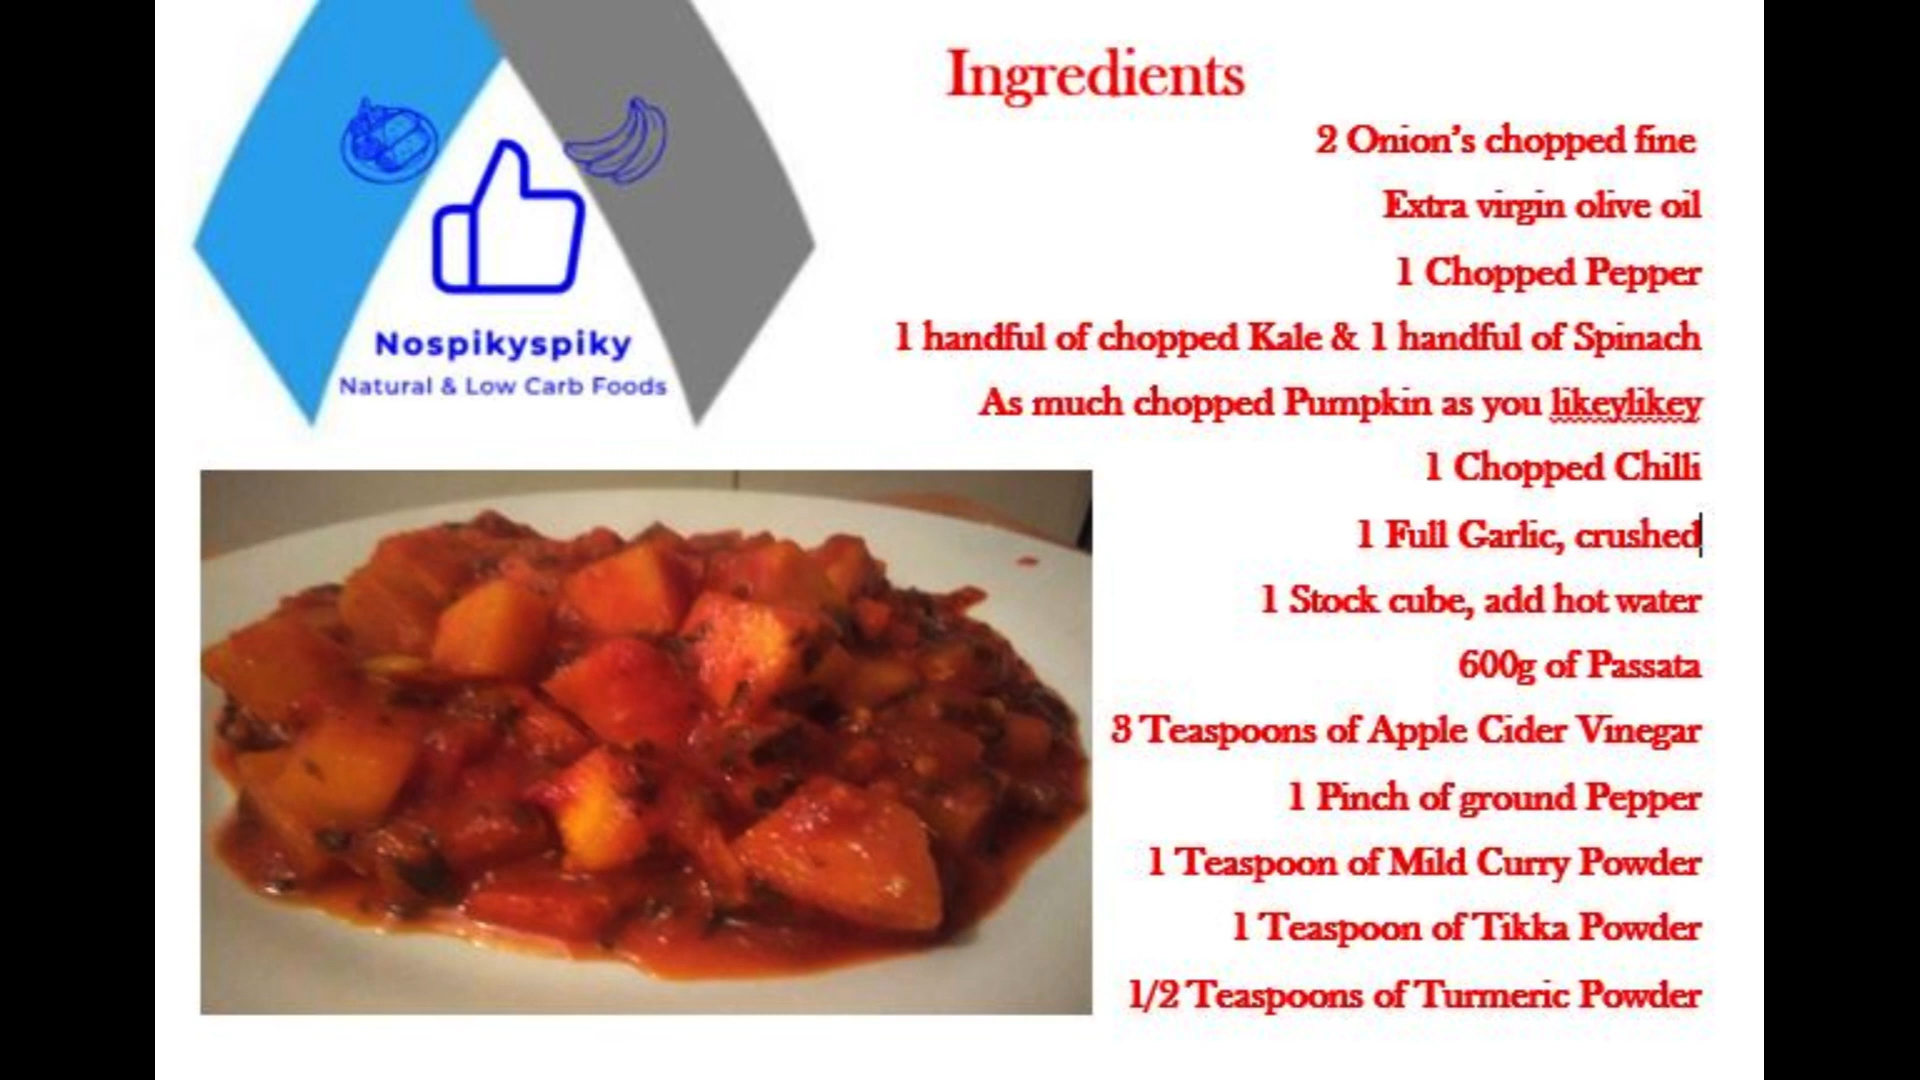 Nospikyspiky
Natural & Low Carb Foods
Ingredients
2 Onion’s chopped fine
Extra virgin olive oil
1 Chopped Pepper
1 handful of chopped Kale & 1 handful of Spinach
As much chopped Pumpkin as you likeylikey
1 Chopped Chilli
1 Full Garlic, crushed
1 Stock cube, add hot water
600g of Passata
3 Teaspoons of Apple Cider Vinegar
1 Pinch of ground Pepper
1 Teaspoon of Mild Curry Powder
1 Teaspoon of Tikka Powder
1/2 Teaspoons of Turmeric Powder